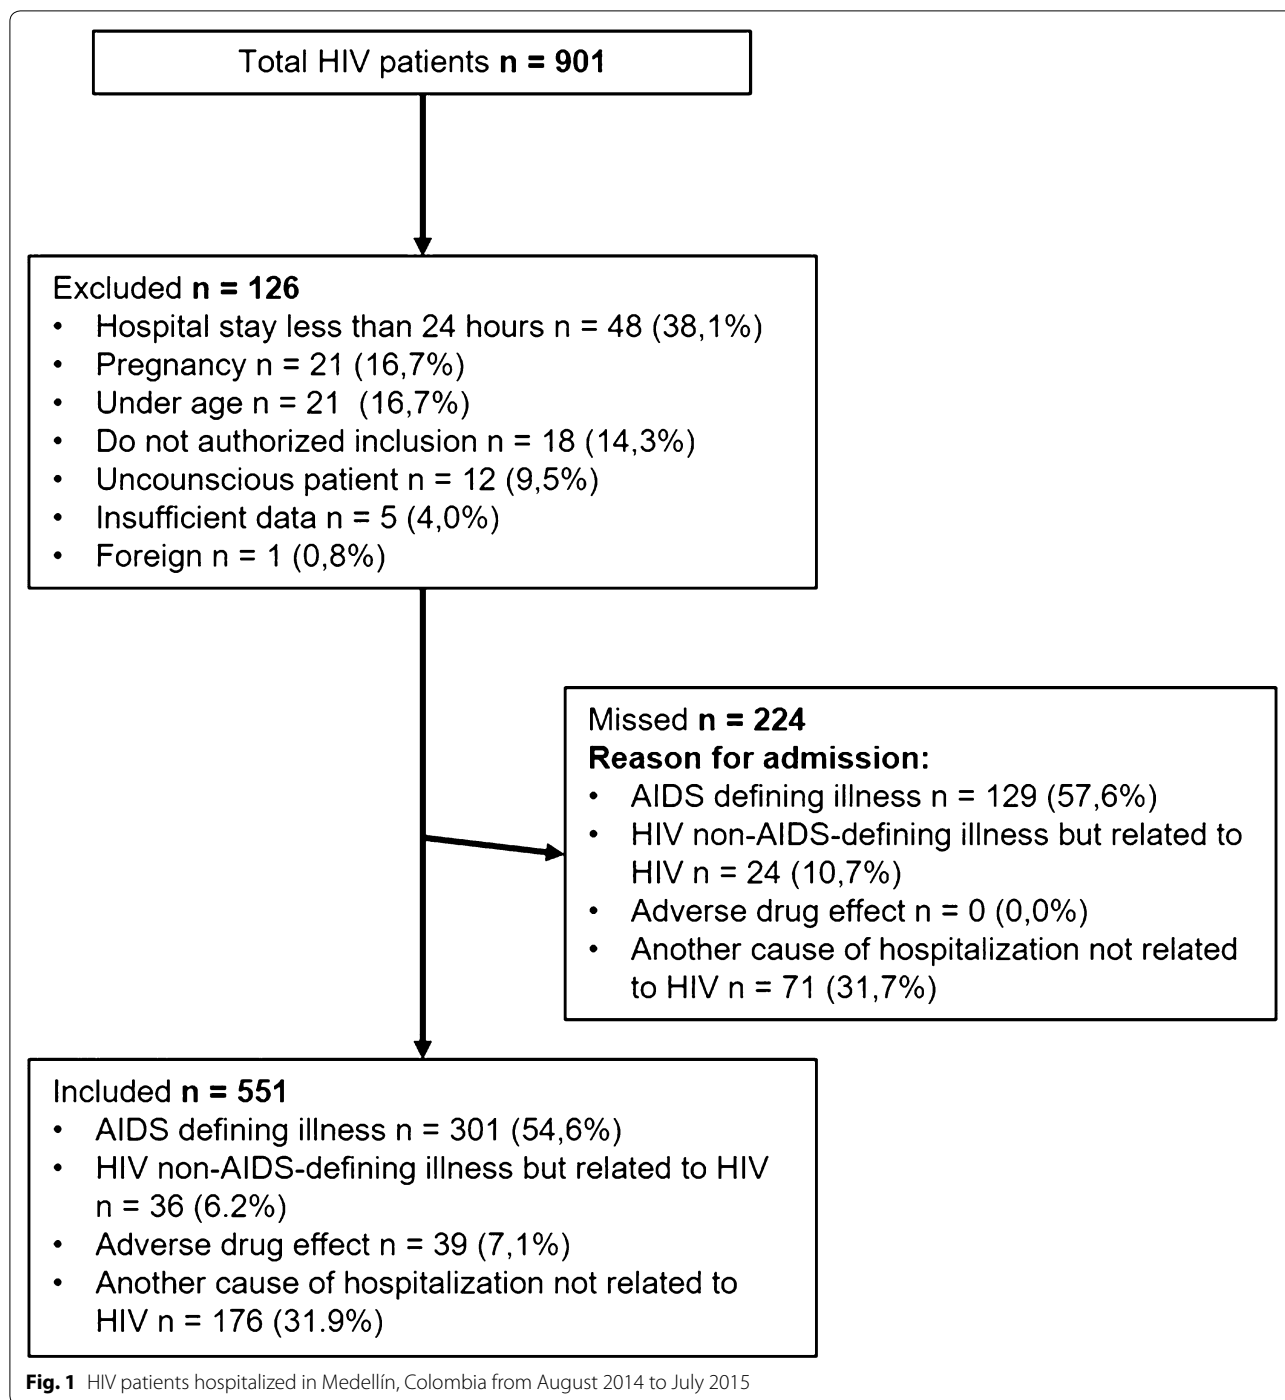 Total HIV patients n = 901
Excluded n = 126
• Hospital stay less than 24 hours n = 48 (38,1%)
• Pregnancy n = 21 (16,7%)
• Under age n = 21 (16,7%)
• Do not authorized inclusion n = 18 (14,3%)
• Uncounscious patient n = 12 (9,5%)
• Insufficient data n = 5 (4,0%)
• Foreign n = 1 (0,8%)
Missed n = 224
Reason for admission:
• AIDS defining illness n = 129 (57,6%)
• HIV non-AIDS-defining illness but related to
HIV n = 24 (10,7%)
• Adverse drug effect n = 0 (0,0%)
• Another cause of hospitalization not related
to HIV n = 71 (31,7%)
Included n = 551
• AIDS defining illness n = 301 (54,6%)
• HIV non-AIDS-defining illness but related to HIV
n = 36 (6.2%)
• Adverse drug effect n = 39 (7,1%)
• Another cause of hospitalization not related to
HIV n = 176 (31.9%)
Fig. 1 HIV patients hospitalized in Medellín, Colombia from August 2014 to July 2015